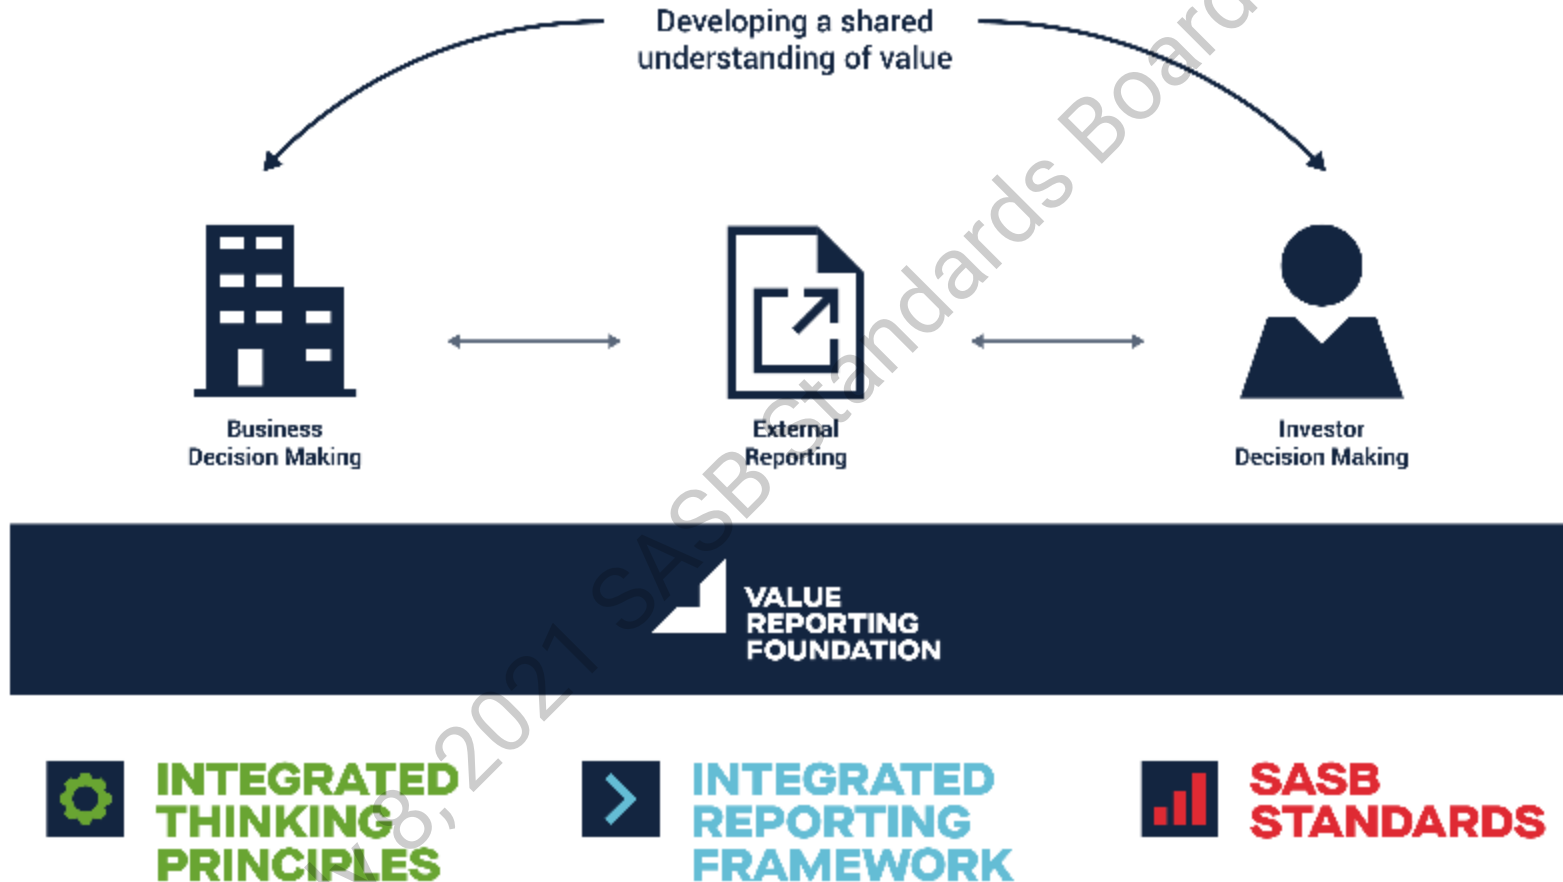 Developing a shared
understanding of value
Business
Decision Making
External
Reporting
Investor
Decision Making
VALUE
REPORTING
FOUNDATION
INTEGRATED
THINKING
PRINCIPLES
INTEGRATED
REPORTING
FRAMEWORK
SASB
STANDARDS
8, 2021 SASB Standards Board